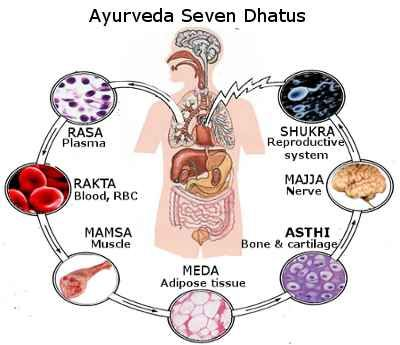 Ayurveda Seven Dhatus
RASA
Plasma
RAKTA
Blood, RBC
MAMSA
Muscle
MEDA
Adipose tissue
ASTHI
Bone & cartilage
MAJJA
Nerve
SHUKRA
Reproductive
system